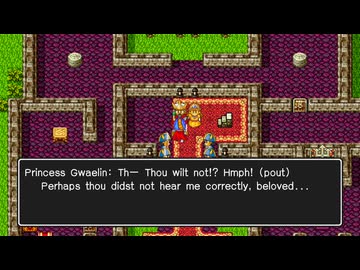 Princess Gwaelin: Th— Thou wilt not!? Hmph! (pout)
Perhaps thou didst not hear me correctly, beloved...